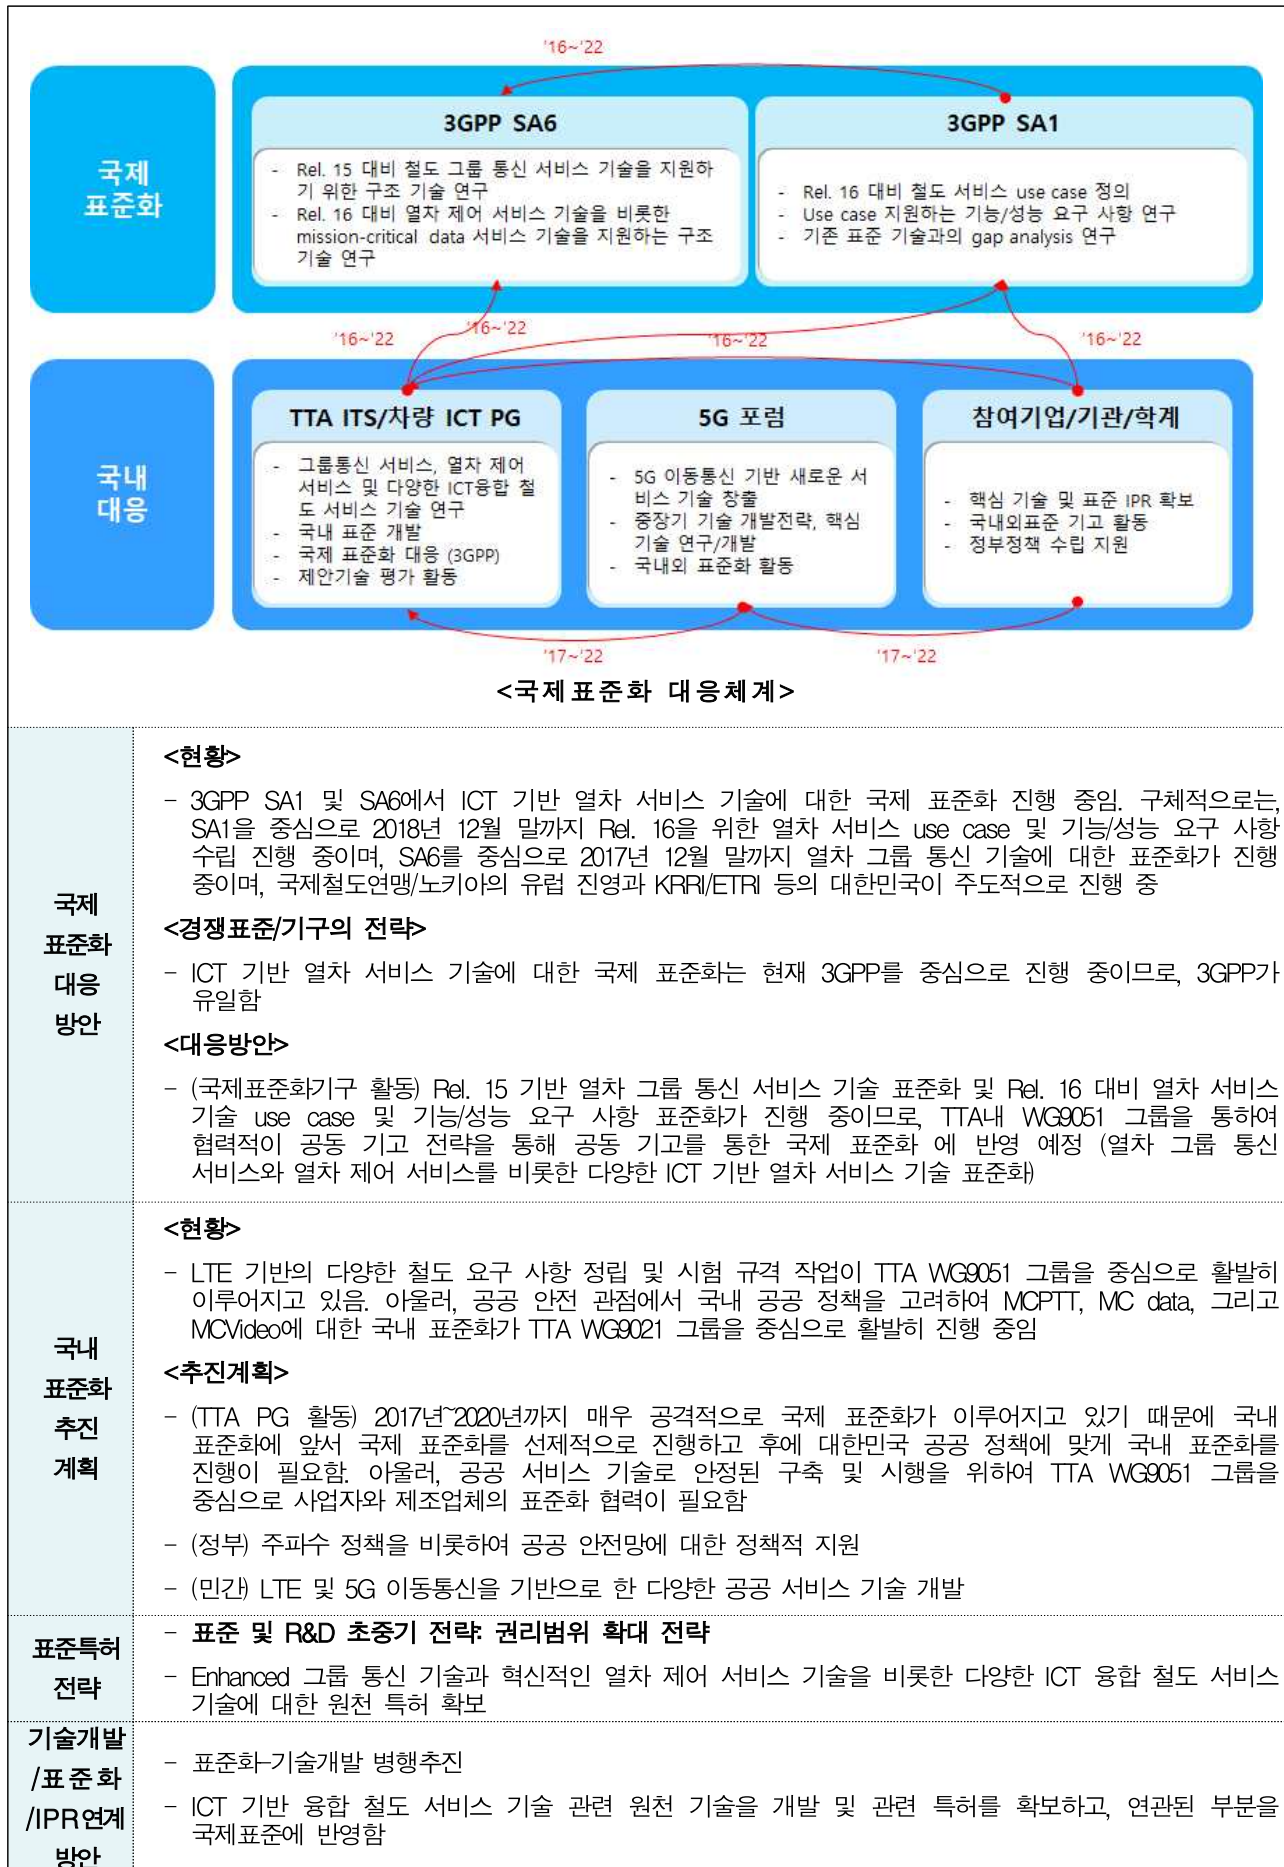 '16~'22
국제
표준화
3GPP SA6
- Rel. 15 대비 철도 그룹 통신 서비스 기술을 지원하
기 위한 구조 기술 연구
- Rel. 16 대비 열차 제어 서비스 기술을 비롯한
mission-critical data 서비스 기술을 지원하는 구조
기술 연구
3GPP SA1
- Rel. 16 대비 철도 서비스 use case 정의
- Use case 지원하는 기능/성능 요구 사항 연구
- 기존 표준 기술과의 gap analysis 연구
'16~'22
'16~'22
'16~'22
'16~'22
국내
대응
TTA ITS/차량 ICT PG
- 그룹통신 서비스, 열차 제어
서비스 및 다양한 ICT융합 철
도 서비스 기술 연구
- 국내 표준 개발
- 국제 표준화 대응 (3GPP)
- 제안기술 평가 활동
5G 포럼
- 5G 이동통신 기반 새로운 서
비스 기술 창출
- 중장기 기술 개발전략, 핵심
기술 연구/개발
- 국내외 표준화 활동
참여기업/기관/학계
- 핵심 기술 및 표준 IPR 확보
- 국내외표준 기고 활동
- 정부정책 수립 지원
'17~'22
'17~'22
<국제표준화 대응체계>
국제
표준화
대응
방안
<현황>
- 3GPP SA1 및 SA6에서 ICT 기반 열차 서비스 기술에 대한 국제 표준화 진행 중임. 구체적으로는,
SA1을 중심으로 2018년 12월 말까지 Rel. 16을 위한 열차 서비스 use case 및 기능/성능 요구 사항
수립 진행 중이며, SA6를 중심으로 2017년 12월 말까지 열차 그룹 통신 기술에 대한 표준화가 진행
중이며, 국제철도연맹/노키아의 유럽 진영과 KRRI/ETRI 등의 대한민국이 주도적으로 진행 중
<경쟁표준/기구의 전략>
- ICT 기반 열차 서비스 기술에 대한 국제 표준화는 현재 3GPP를 중심으로 진행 중이므로, 3GPP가
유일함
<대응방안>
- (국제표준화기구 활동) Rel. 15 기반 열차 그룹 통신 서비스 기술 표준화 및 Rel. 16 대비 열차 서비스
기술 use case 및 기능/성능 요구 사항 표준화가 진행 중이므로, TTA내 WG9051 그룹을 통하여
협력적이 공동 기고 전략을 통해 공동 기고를 통한 국제 표준화 에 반영 예정 (열차 그룹 통신
서비스와 열차 제어 서비스를 비롯한 다양한 ICT 기반 열차 서비스 기술 표준화)
국내
표준화
추진
계획
<현황>
- LTE 기반의 다양한 철도 요구 사항 정립 및 시험 규격 작업이 TTA WG9051 그룹을 중심으로 활발히
이루어지고 있음. 아울러, 공공 안전 관점에서 국내 공공 정책을 고려하여 MCPTT, MC data, 그리고
MCVideo에 대한 국내 표준화가 TTA WG9021 그룹을 중심으로 활발히 진행 중임
<추진계획>
- (TTA PG 활동) 2017년~2020년까지 매우 공격적으로 국제 표준화가 이루어지고 있기 때문에 국내
표준화에 앞서 국제 표준화를 선제적으로 진행하고 후에 대한민국 공공 정책에 맞게 국내 표준화를
진행이 필요함. 아울러, 공공 서비스 기술로 안정된 구축 및 시행을 위하여 TTA WG9051 그룹을
중심으로 사업자와 제조업체의 표준화 협력이 필요함
- (정부) 주파수 정책을 비롯하여 공공 안전망에 대한 정책적 지원
- (민간) LTE 및 5G 이동통신을 기반으로 한 다양한 공공 서비스 기술 개발
표준특허
전략
- 표준 및 R&D 초중기 전략: 권리범위 확대 전략
- Enhanced 그룹 통신 기술과 혁신적인 열차 제어 서비스 기술을 비롯한 다양한 ICT 융합 철도 서비스
기술에 대한 원천 특허 확보
기술개발
/표준화
/IPR연계
방안
- 표준화-기술개발 병행추진
- ICT 기반 융합 철도 서비스 기술 관련 원천 기술을 개발 및 관련 특허를 확보하고, 연관된 부분을
국제표준에 반영함